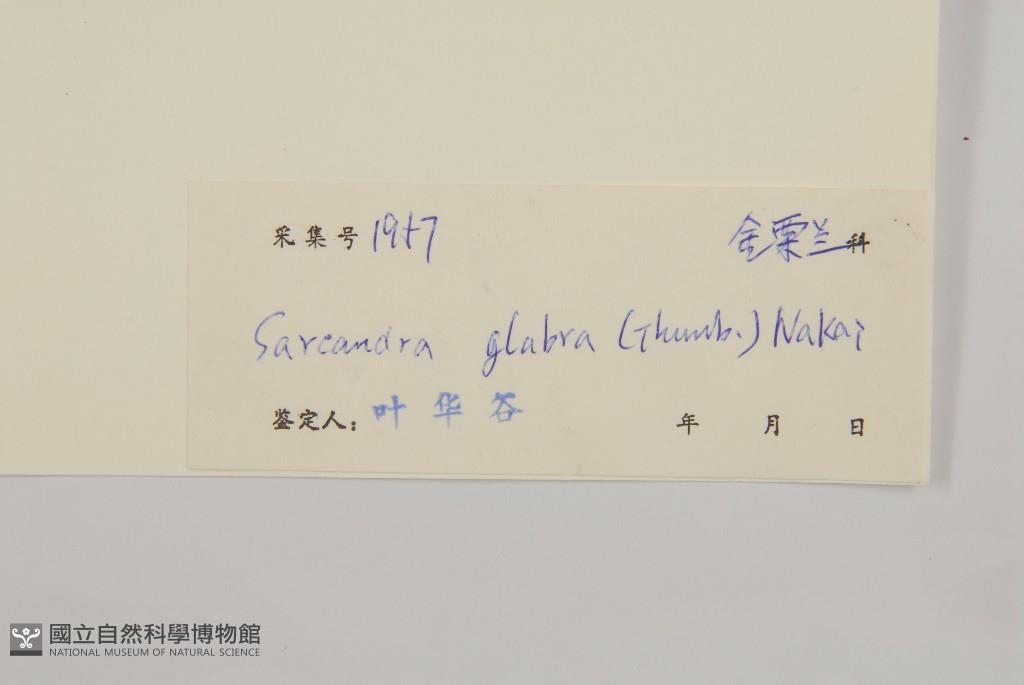 采集号 1957 金粟兰科
Sarcandra glabra (Thunb.) Nakai
鉴定人：叶华谷 年 月 日
國立自然科學博物館
NATIONAL MUSEUM OF NATURAL SCIENCE